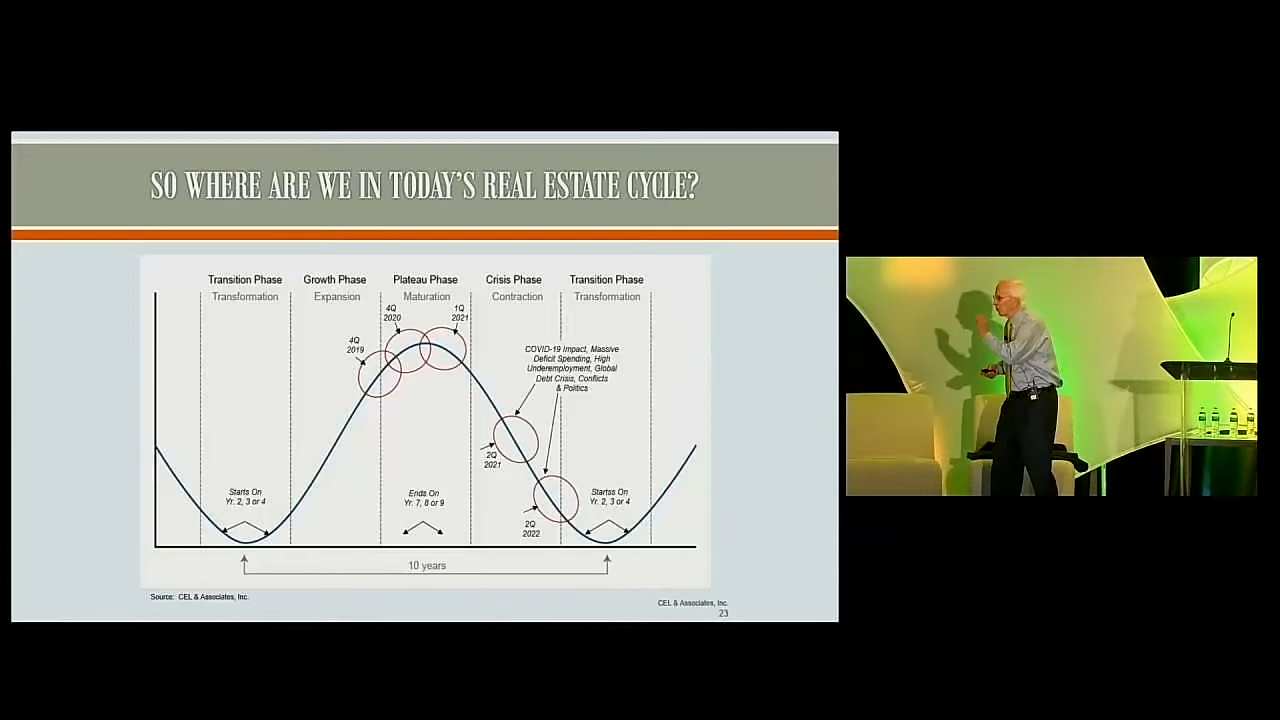 SO WHERE ARE WE IN TODAY'S REAL ESTATE CYCLE?
Transition Phase
Transformation
Growth Phase
Expansion
Plateau Phase
Maturation
Crisis Phase
Contraction
Transition Phase
Transformation
4Q
2019
4Q
2020
1Q
2021
COVID-19 Impact, Massive
Deficit Spending, High
Underemployment, Global
Debt Crisis, Conflicts
& Politics
2Q
2021
2Q
2022
Starts On
Yr. 2, 3 or 4
Ends On
Yr. 7, 8 or 9
Startss On
Yr. 2, 3 or 4
10 years
Source: CEL & Associates, Inc.
CEL & Associates, Inc.
23